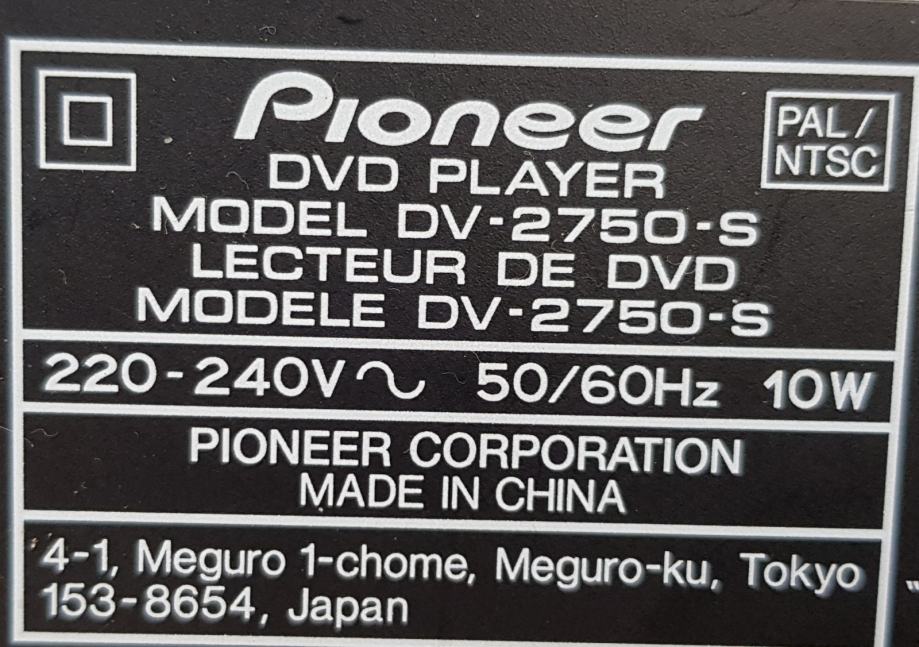 Pioneer
PAL/
NTSC
DVD PLAYER
MODEL DV-2750-S
LECTEUR DE DVD
MODELE DV-2750-S
220-240V~ 50/60Hz 10W
PIONEER CORPORATION
MADE IN CHINA
4-1, Meguro 1-chome, Meguro-ku, Tokyo
153-8654, Japan